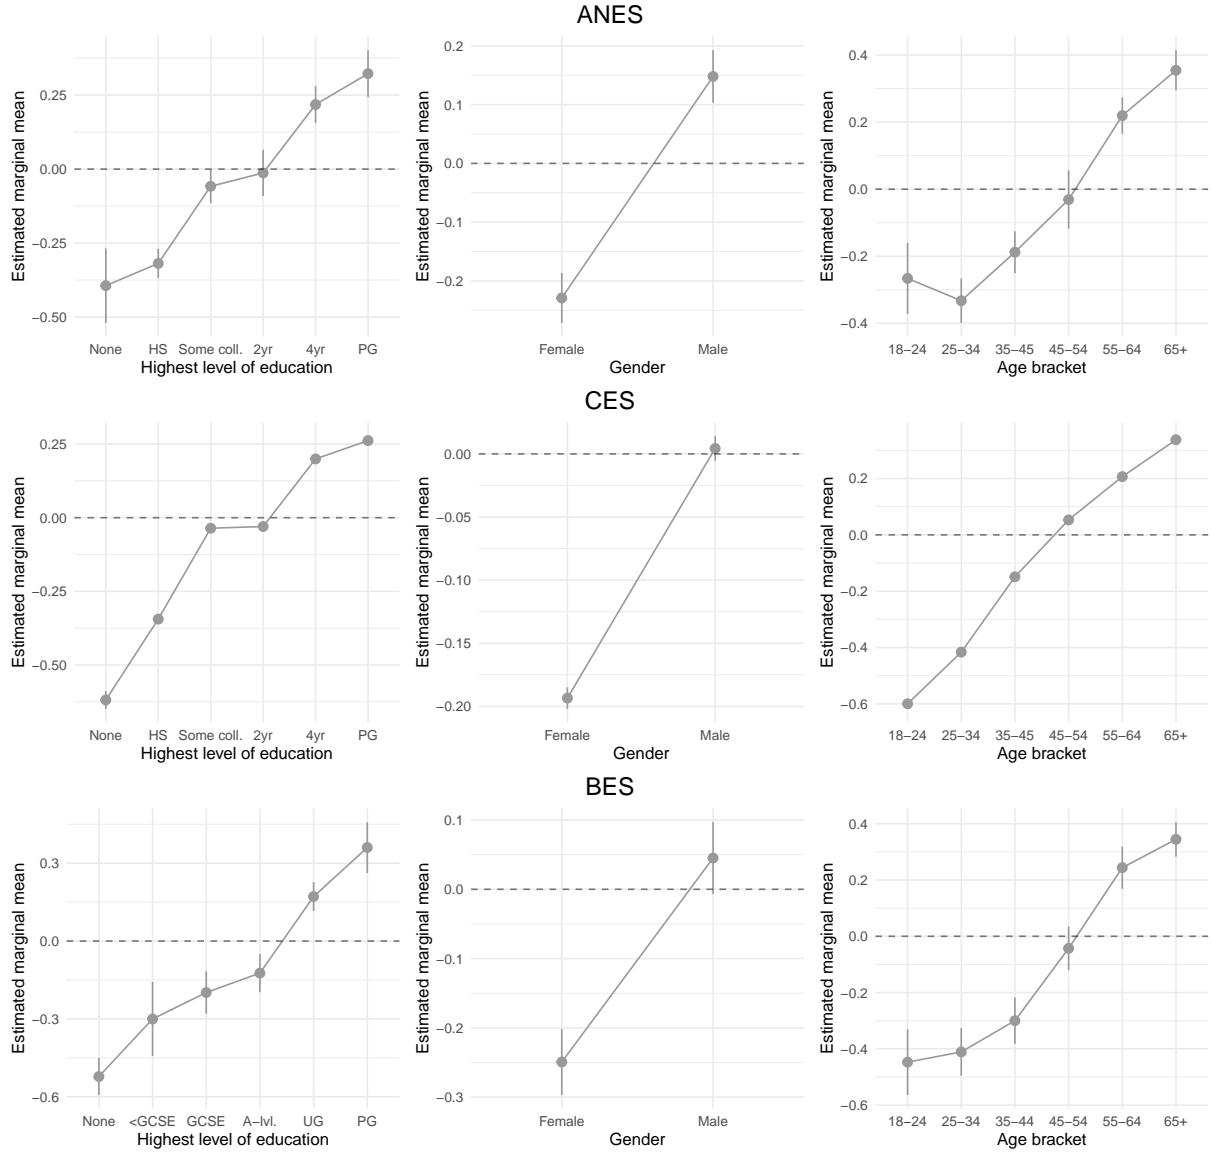 ANES
Estimated marginal mean
0.25
0.00
−0.25
−0.50
None HS Some coll. 2yr 4yr PG
Highest level of education
Estimated marginal mean
0.2
0.1
0.0
−0.1
−0.2
Female Male
Gender
Estimated marginal mean
0.4
0.2
0.0
−0.2
−0.4
18−24 25−34 35−45 45−54 55−64 65+
Age bracket
CES
Estimated marginal mean
0.25
0.00
−0.25
−0.50
None HS Some coll. 2yr 4yr PG
Highest level of education
Estimated marginal mean
0.00
−0.05
−0.10
−0.15
−0.20
Female Male
Gender
Estimated marginal mean
0.2
0.0
−0.2
−0.4
−0.6
18−24 25−34 35−45 45−54 55−64 65+
Age bracket
BES
Estimated marginal mean
0.3
0.0
−0.3
−0.6
None <GCSE GCSE A−lvl. UG PG
Highest level of education
Estimated marginal mean
0.1
0.0
−0.1
−0.2
−0.3
Female Male
Gender
Estimated marginal mean
0.4
0.2
0.0
−0.2
−0.4
−0.6
18−24 25−34 35−44 45−54 55−64 65+
Age bracket